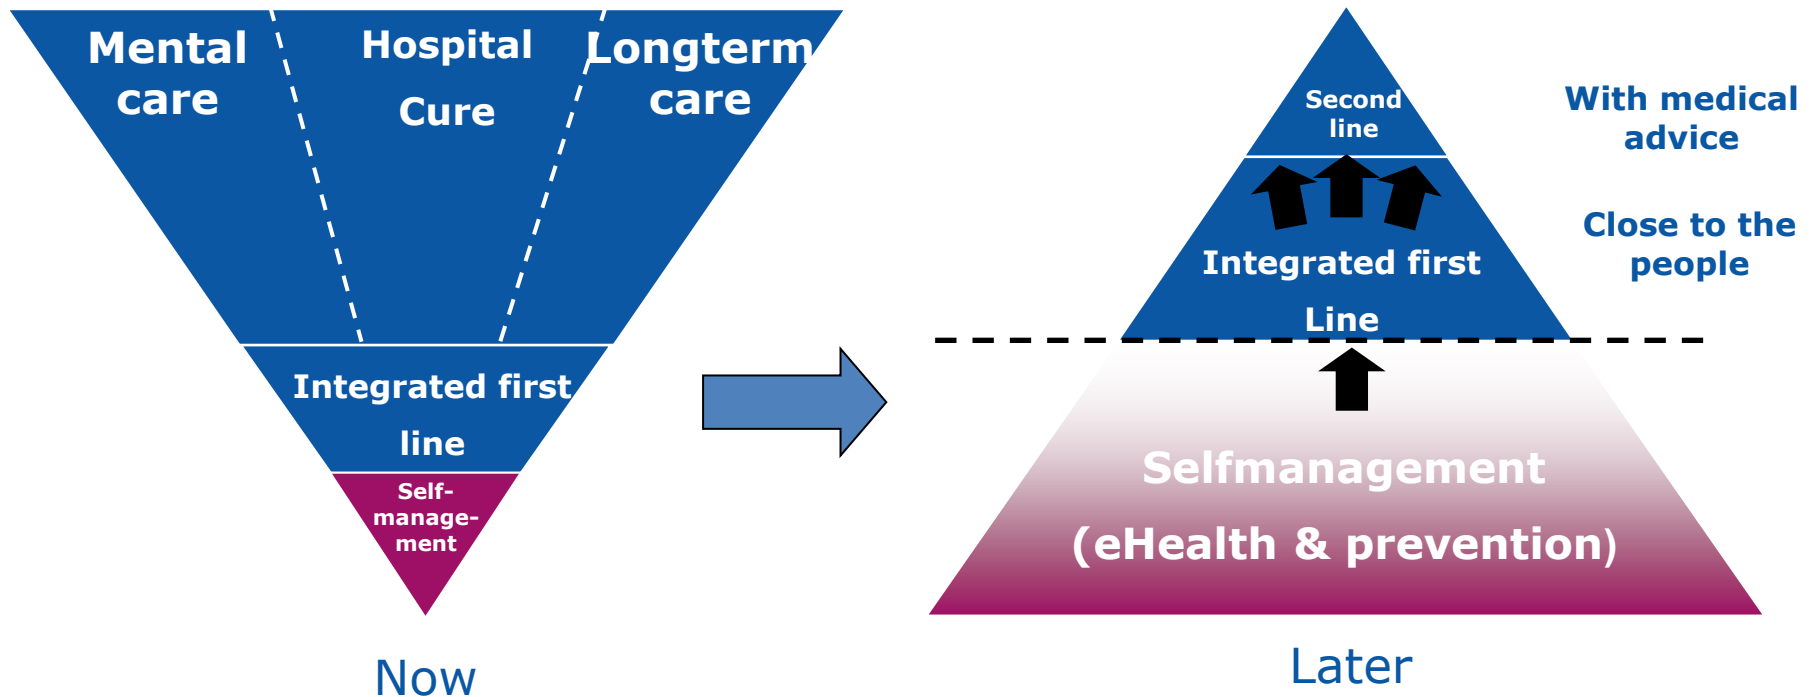 Mental
care
Hospital
Cure
Longterm
care
Integrated first
line
Self-
manage-
ment
Now
Second
line
With medical
advice
Close to the
people
Integrated first
Line
Selfmanagement
(eHealth & prevention)
Later